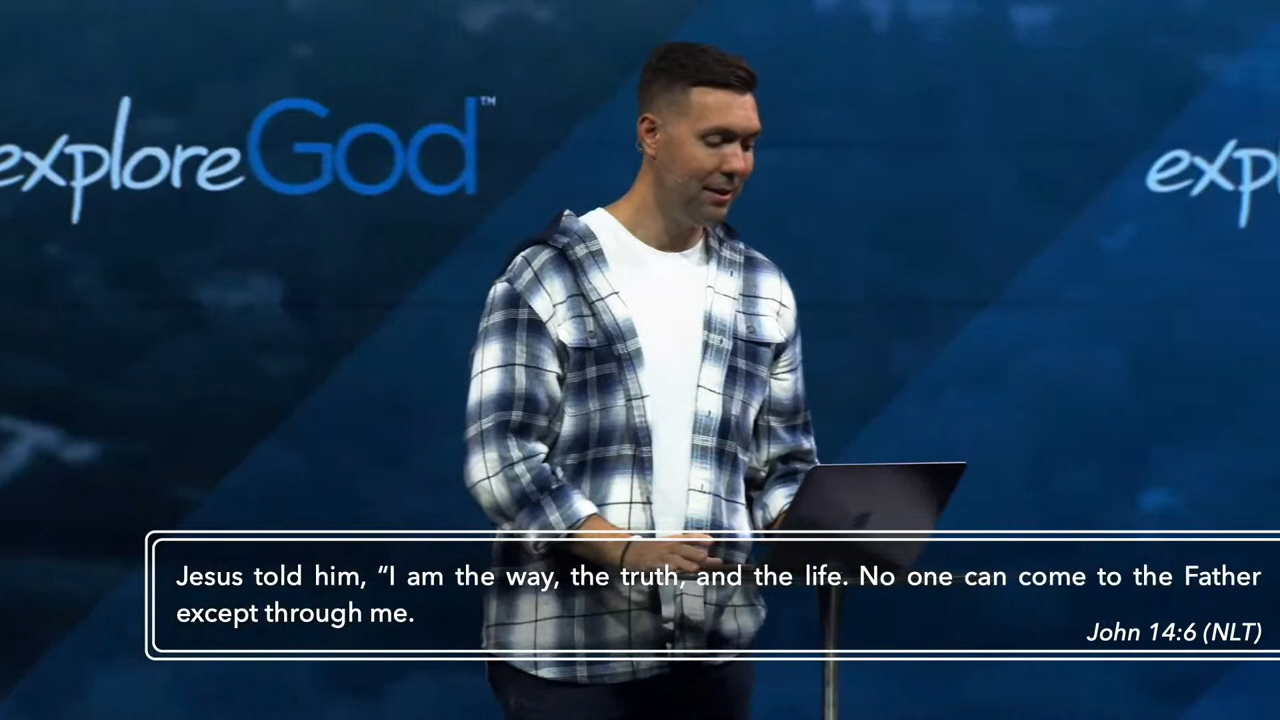 exploreGod™
expl
Jesus told him, “I am the way, the truth, and the life. No one can come to the Father
except through me.
John 14:6 (NLT)